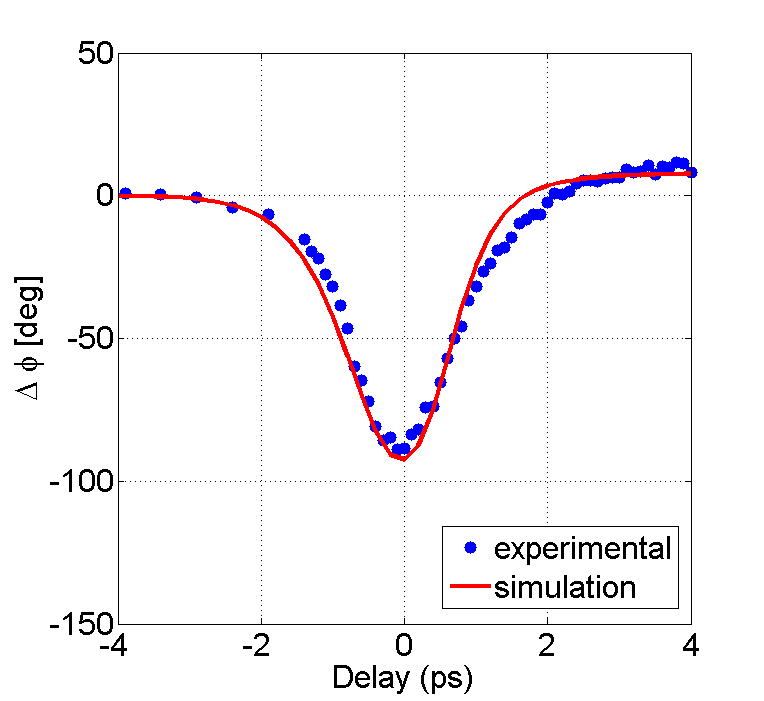 50
0
-50
-100
-150
Δ ϕ [deg]
experimental
simulation
-4
-2
0
2
4
Delay (ps)